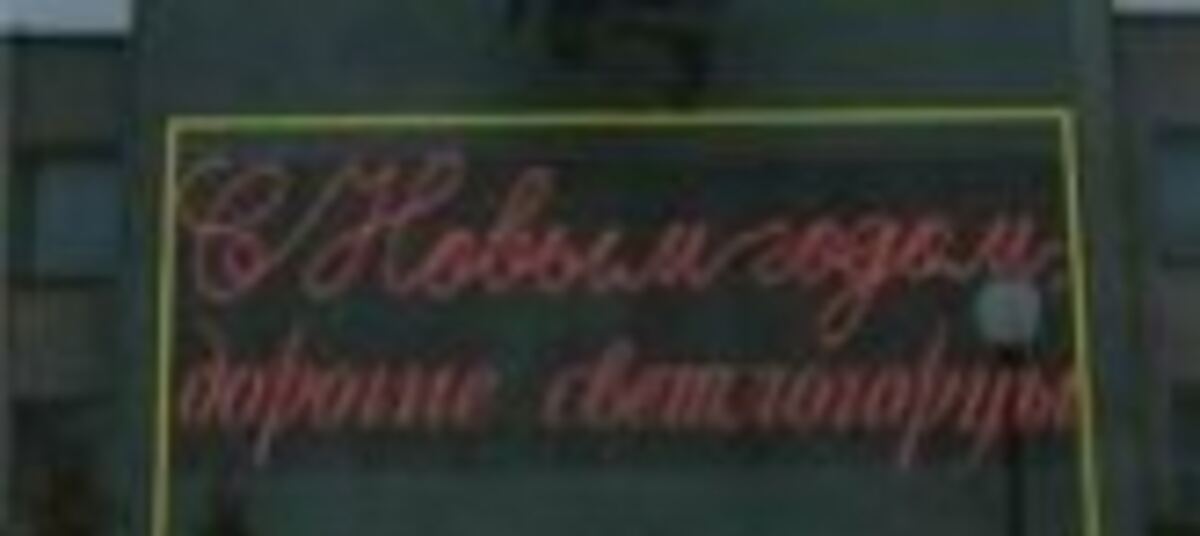 С Новым годом,
дорогие светлогорцы